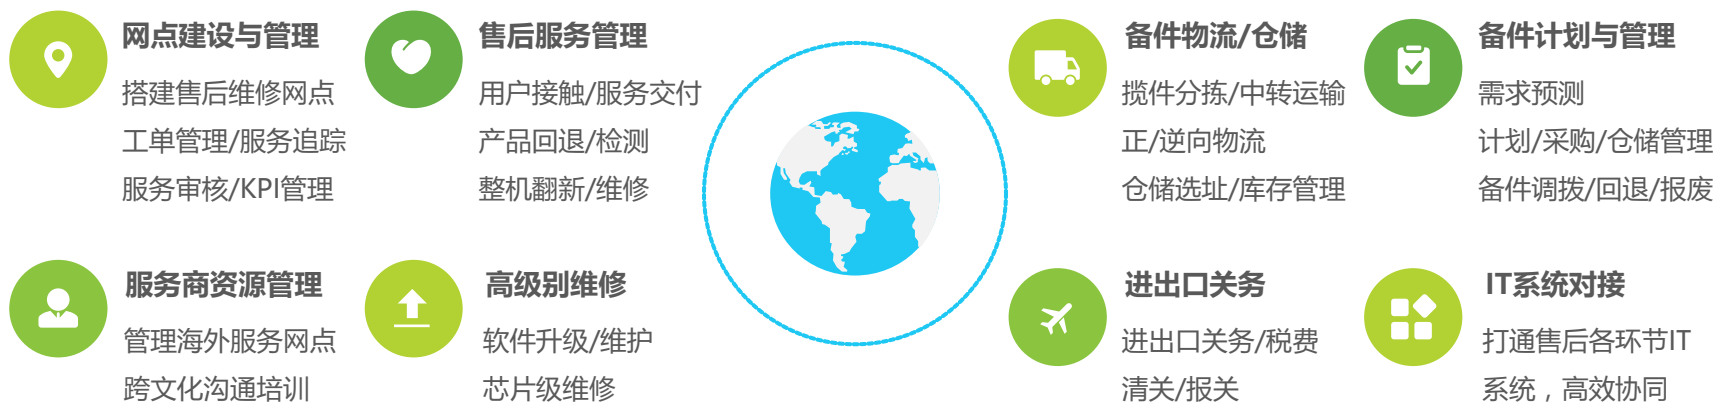 网点建设与管理
搭建售后维修网点
工单管理/服务追踪
服务审核/KPI管理
售后服务管理
用户接触/服务交付
产品回退/检测
整机翻新/维修
备件物流/仓储
揽件分拣/中转运输
正/逆向物流
仓储选址/库存管理
备件计划与管理
需求预测
计划/采购/仓储管理
备件调拨/回退/报废
服务商资源管理
管理海外服务网点
跨文化沟通培训
高级别维修
软件升级/维护
芯片级维修
进出口关务
进出口关务/税费
清关/报关
IT系统对接
打通售后各环节IT
系统，高效协同